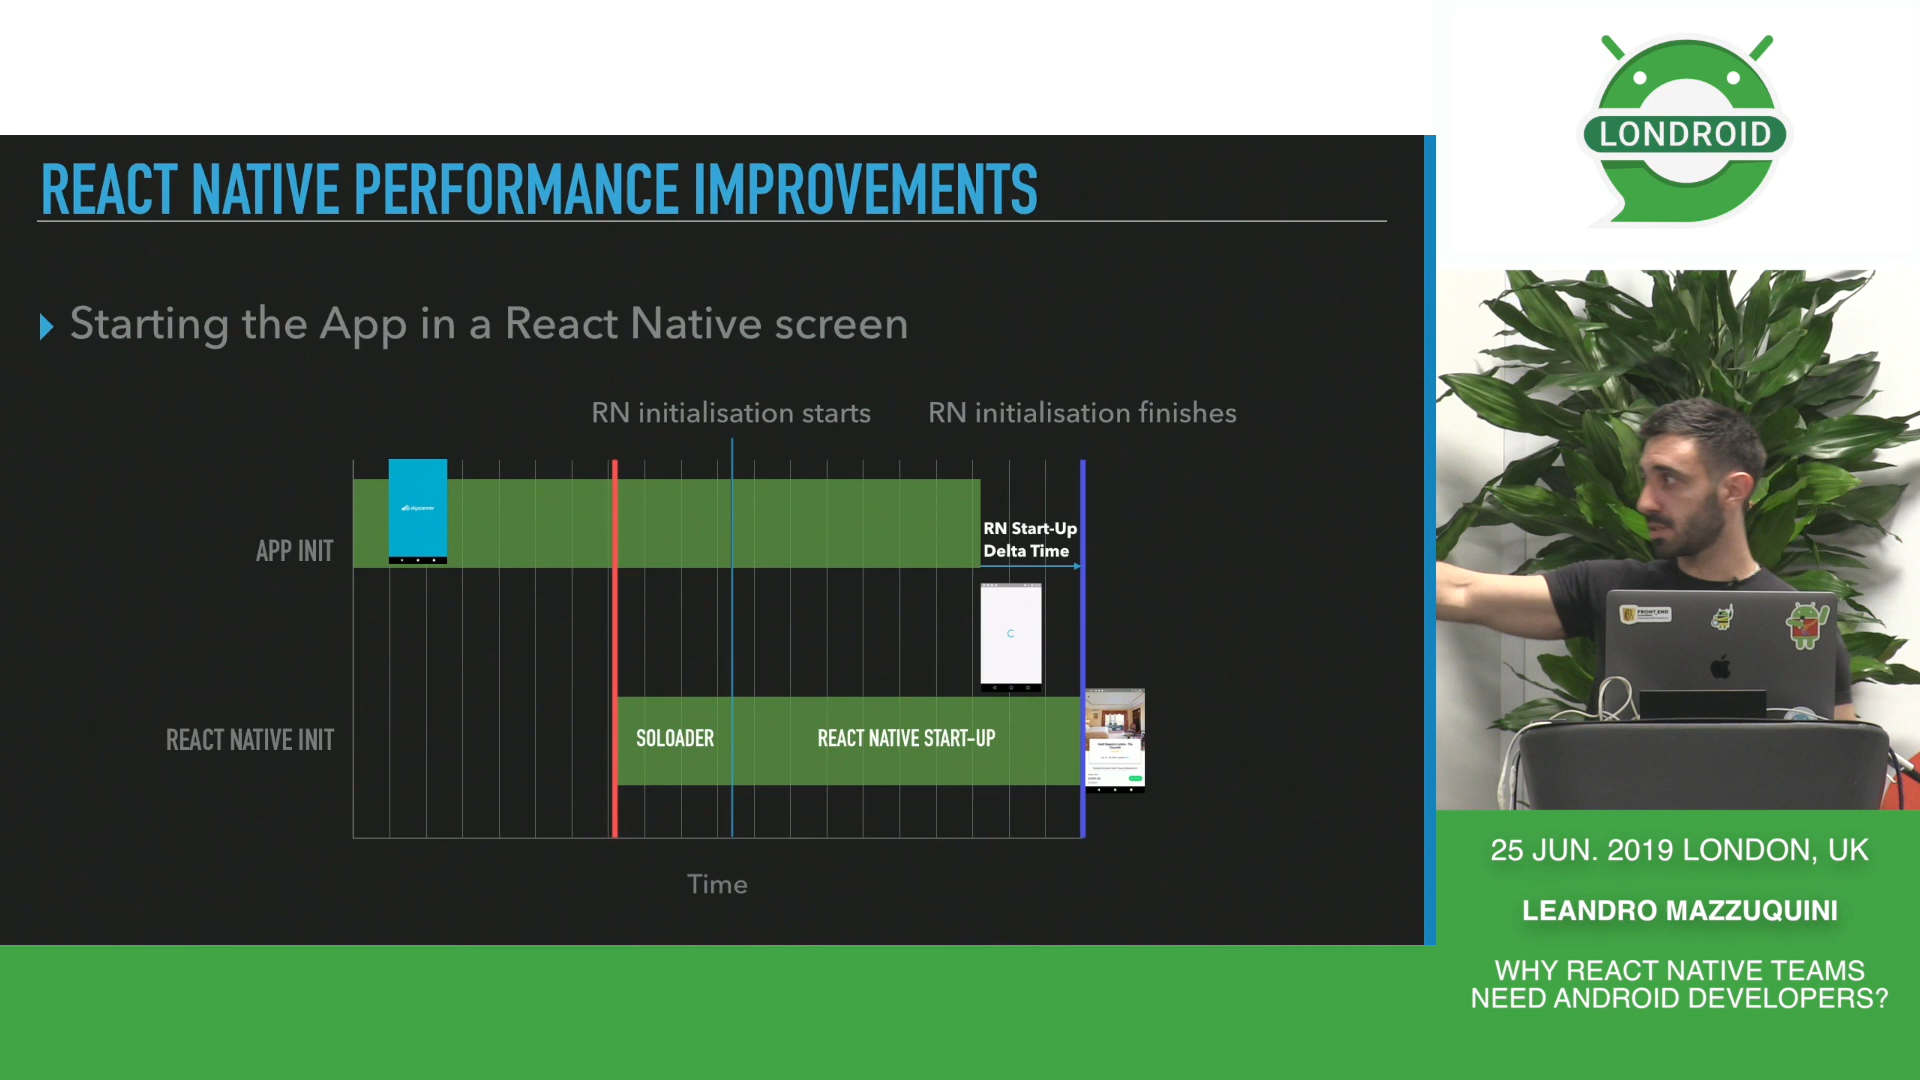 LONDROID
REACT NATIVE PERFORMANCE IMPROVEMENTS
Starting the App in a React Native screen
RN initialisation starts
RN initialisation finishes
skyscanner
RN Start-Up
Delta Time
APP INIT
REACT NATIVE INIT
SOLOADER
REACT NATIVE START-UP
Time
FRONT_END
25 JUN. 2019 LONDON, UK
LEANDRO MAZZUQUINI
WHY REACT NATIVE TEAMS
NEED ANDROID DEVELOPERS?